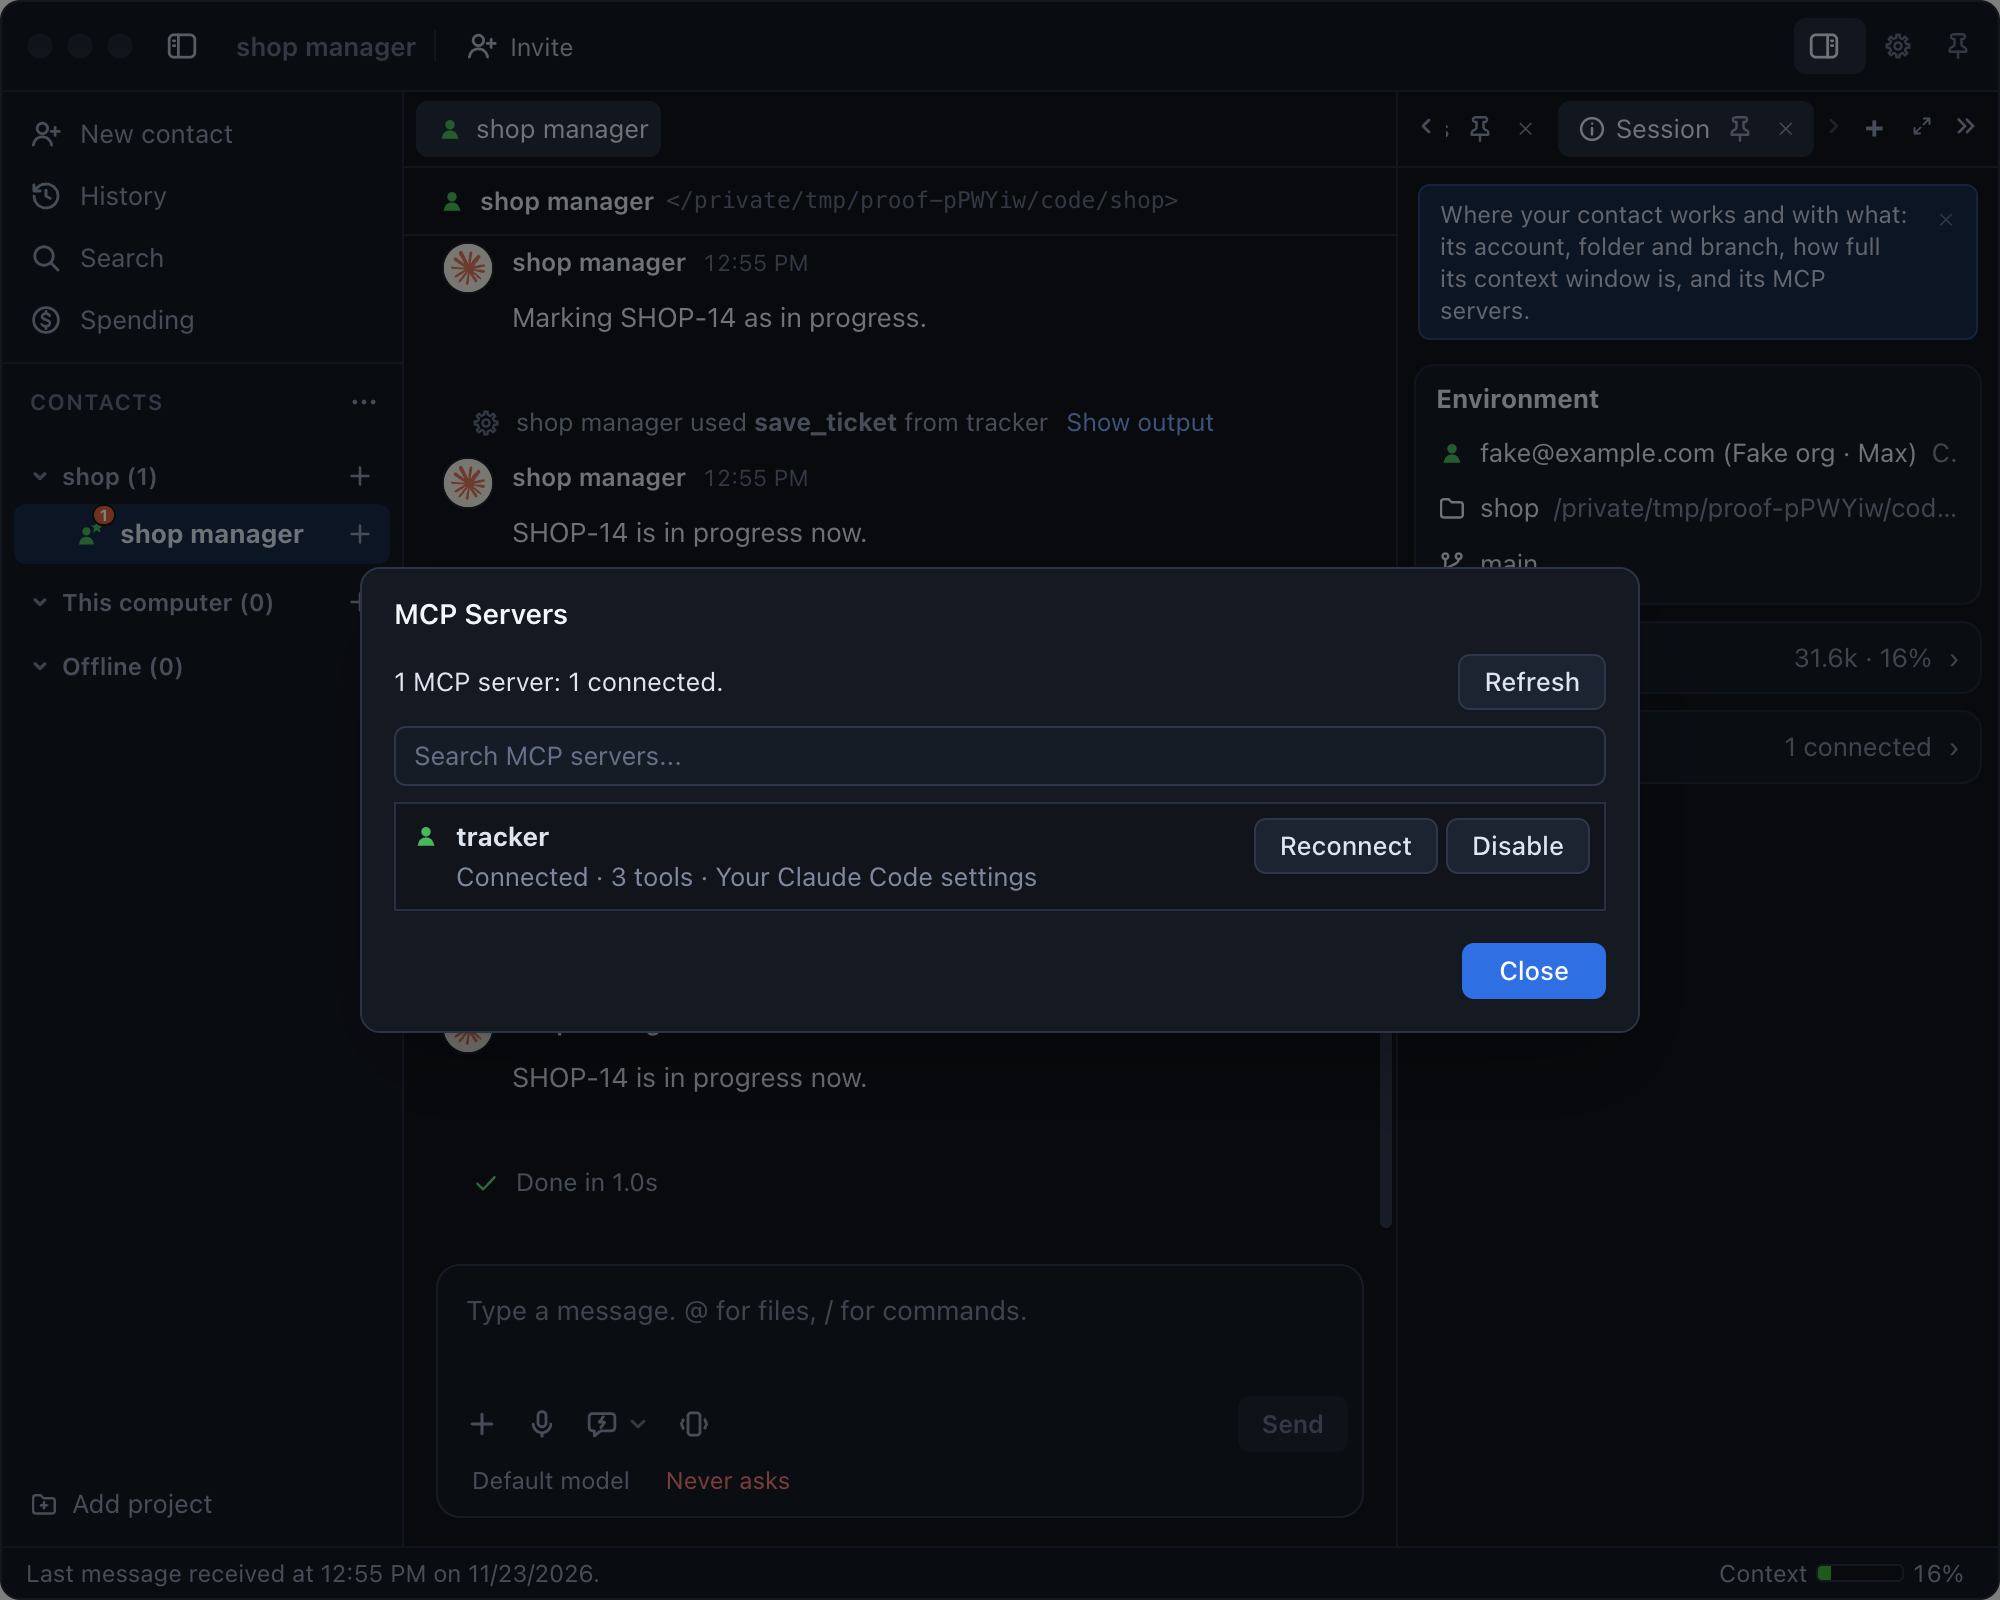 shop manager
Invite
New contact
History
Search
Spending
CONTACTS
shop (1)
1
shop manager
This computer (0)
Offline (0)
Add project
shop manager
shop manager </private/tmp/proof-pPWYiw/code/shop>
shop manager 12:55 PM
Marking SHOP-14 as in progress.
shop manager used save_ticket from tracker Show output
shop manager 12:55 PM
SHOP-14 is in progress now.
SHOP-14 is in progress now.
Done in 1.0s
Type a message. @ for files, / for commands.
Send
Default model Never asks
Session
Where your contact works and with what:
its account, folder and branch, how full
its context window is, and its MCP
servers.
Environment
fake@example.com (Fake org · Max) C.
shop /private/tmp/proof-pPWYiw/cod…
main
31.6k · 16%
1 connected
MCP Servers
1 MCP server: 1 connected.
Refresh
Search MCP servers...
tracker
Connected · 3 tools · Your Claude Code settings
Reconnect
Disable
Close
Last message received at 12:55 PM on 11/23/2026.
Context 16%